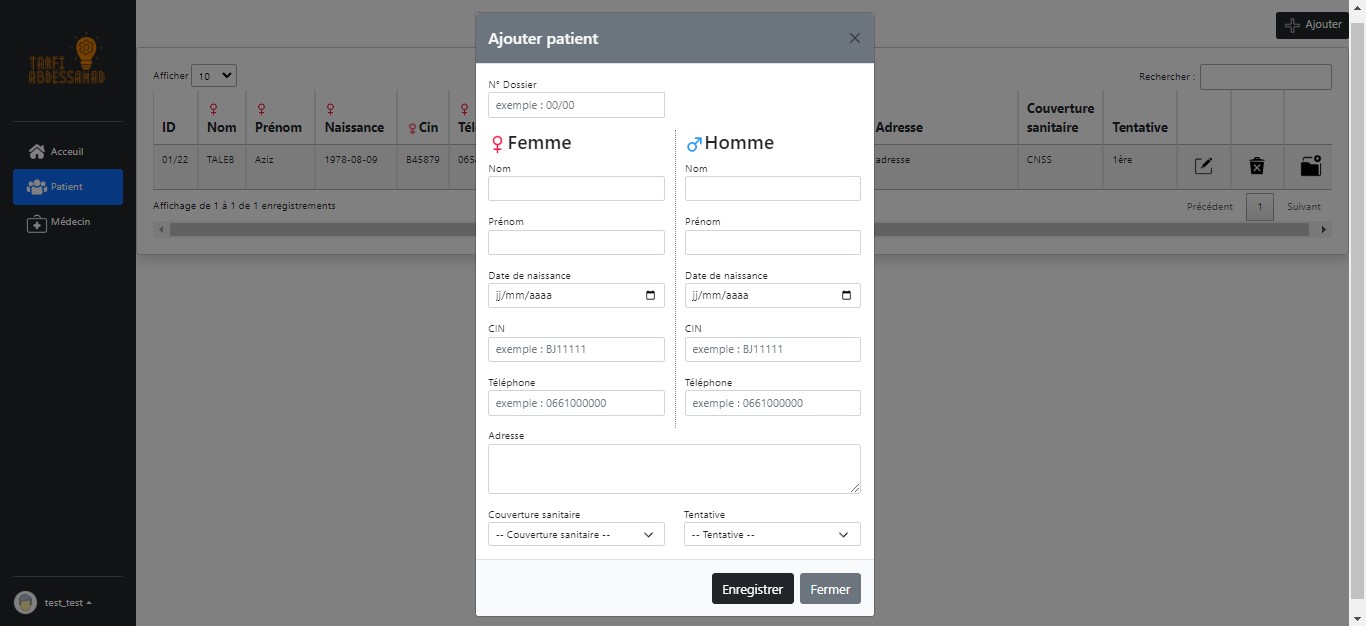 TARFI
ABDESSAMAD
Acceuil
Patient
Médecin
test_test
Ajouter
Afficher 10
Rechercher :
ID Nom Prénom Naissance Cin Tél Adresse Couverture sanitaire Tentative
01/22 TALEB Aziz 1978-08-09 B45879 065 adresse CNSS 1ère
Affichage de 1 à 1 de 1 enregistrements
Précédent 1 Suivant
Ajouter patient
N° Dossier
exemple : 00/00
Femme Homme
Nom Nom
Prénom Prénom
Date de naissance Date de naissance
jj/mm/aaaa jj/mm/aaaa
CIN CIN
exemple : BJ11111 exemple : BJ11111
Téléphone Téléphone
exemple : 0661000000 exemple : 0661000000
Adresse
Couverture sanitaire Tentative
-- Couverture sanitaire -- -- Tentative --
Enregistrer Fermer